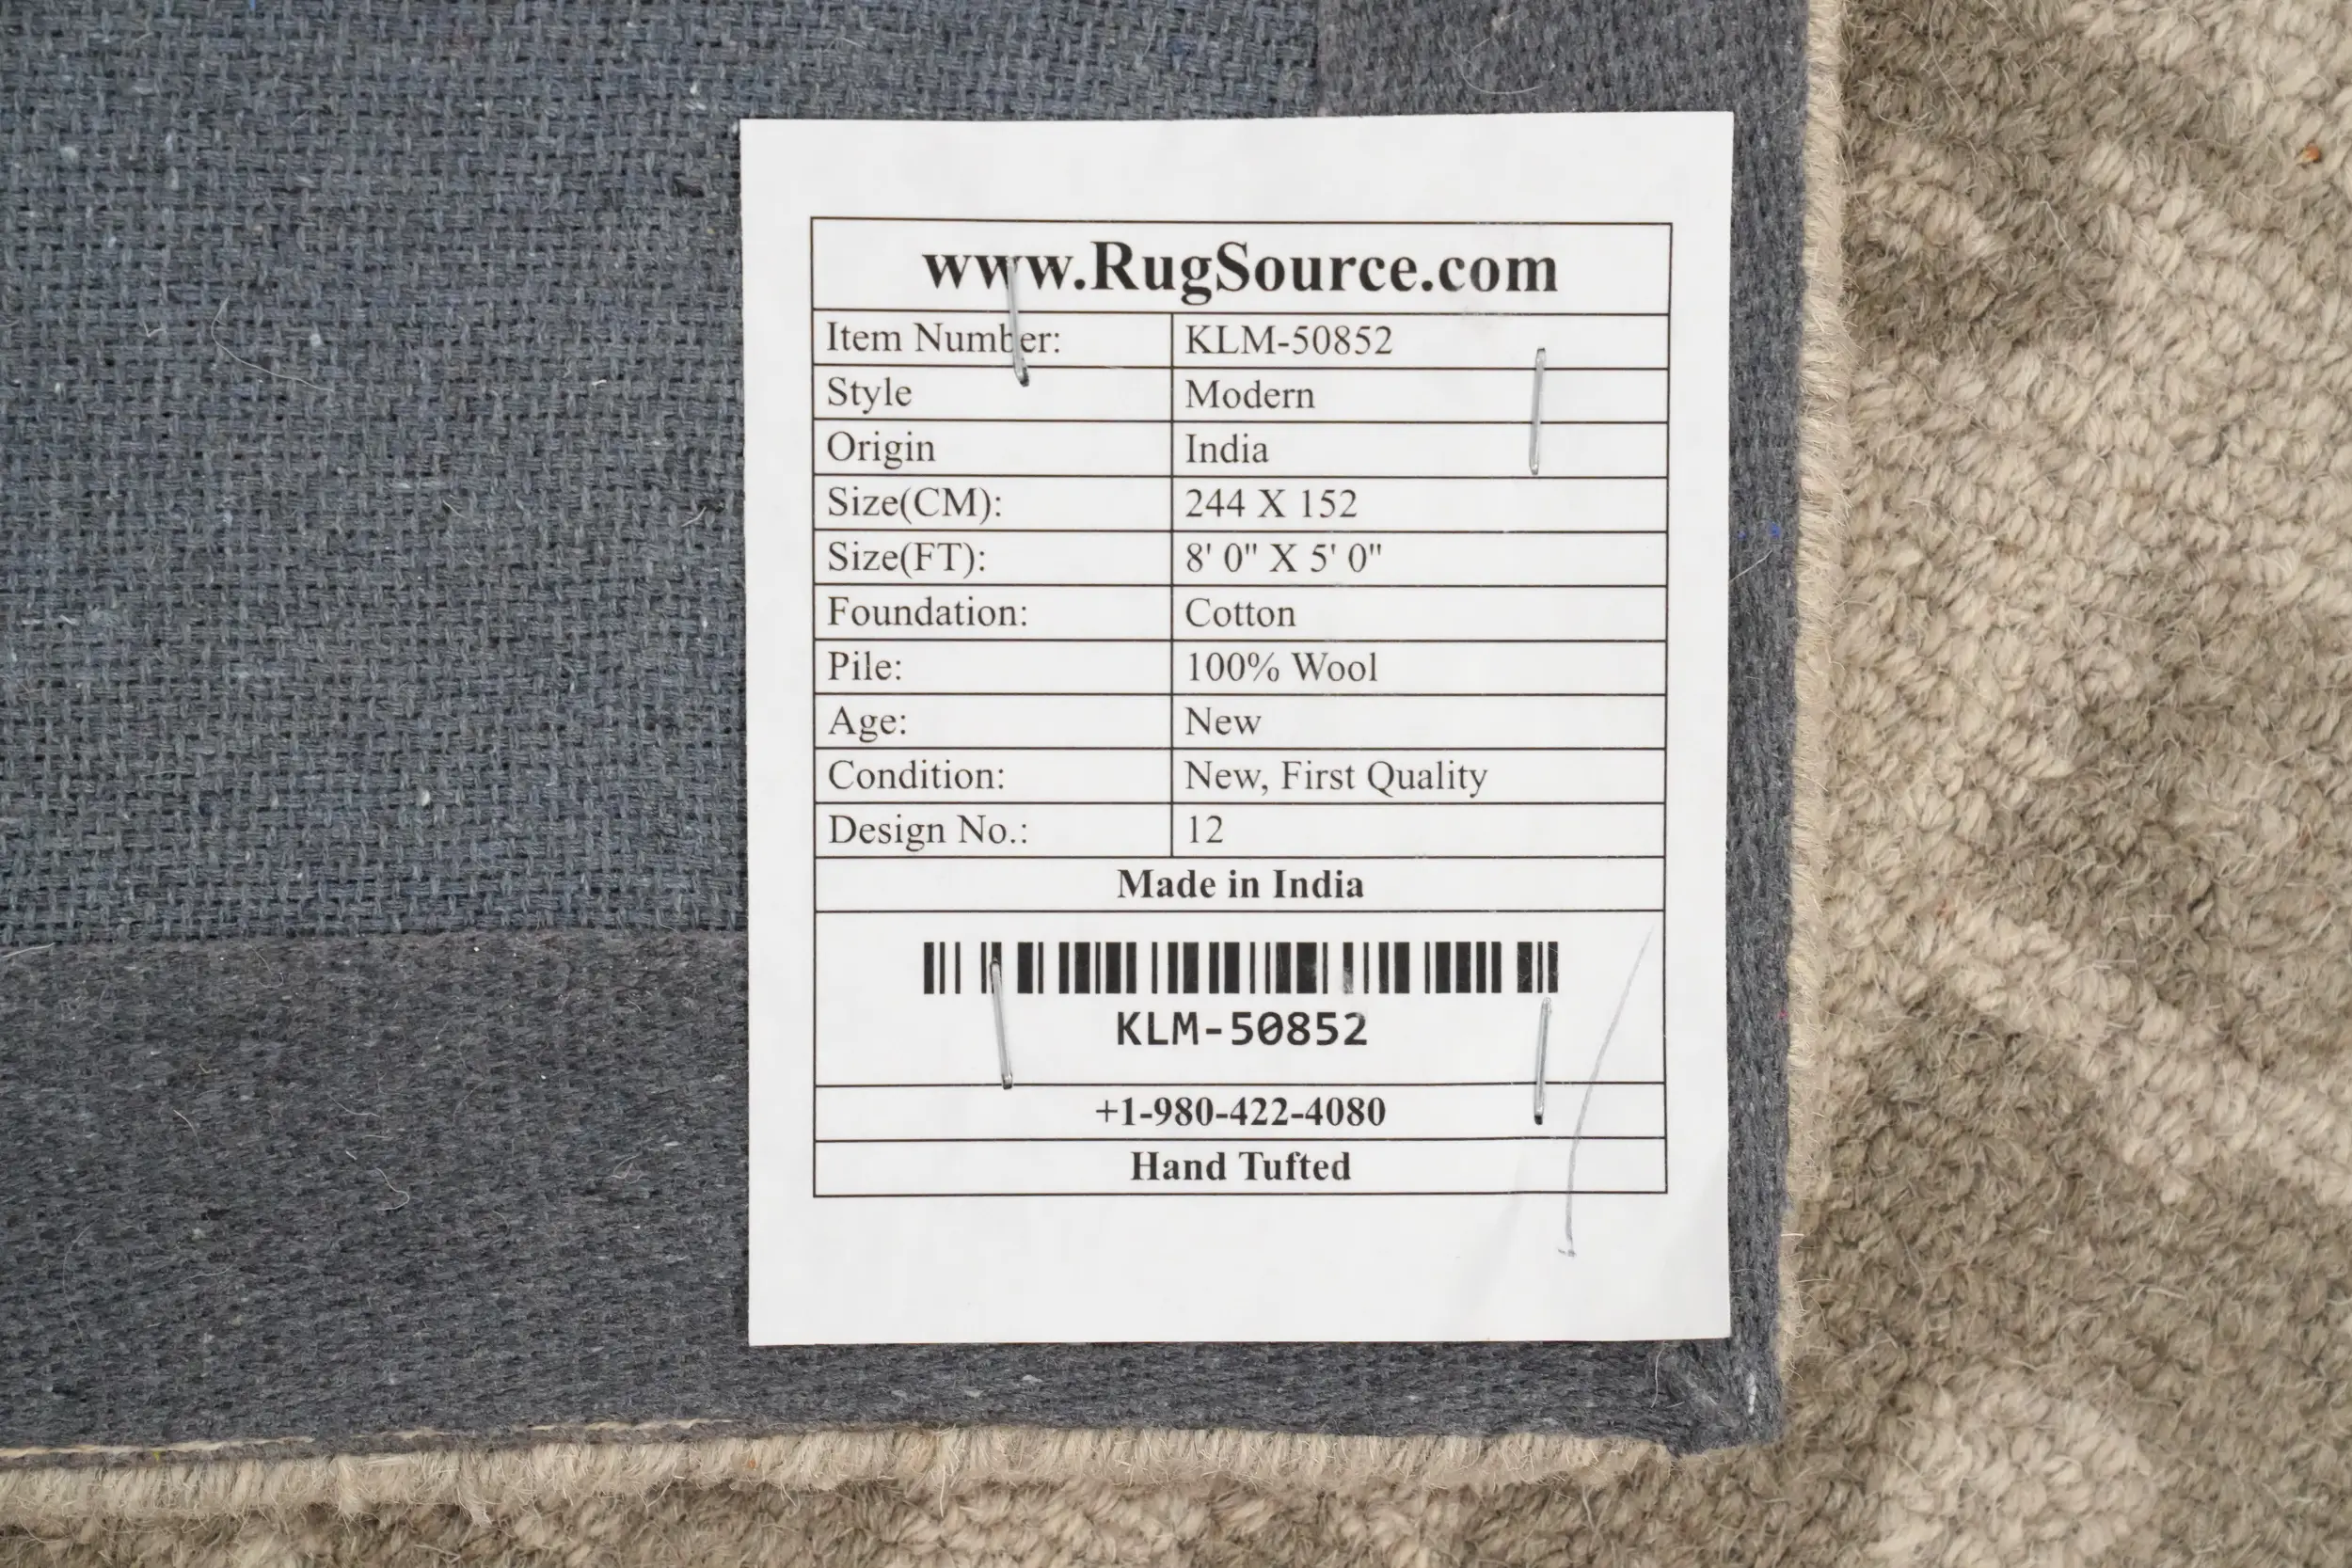 www.RugSource.com
Item Number: KLM-50852
Style Modern
Origin India
Size(CM): 244 X 152
Size(FT): 8' 0" X 5' 0"
Foundation: Cotton
Pile: 100% Wool
Age: New
Condition: New, First Quality
Design No.: 12
Made in India
KLM-50852
+1-980-422-4080
Hand Tufted